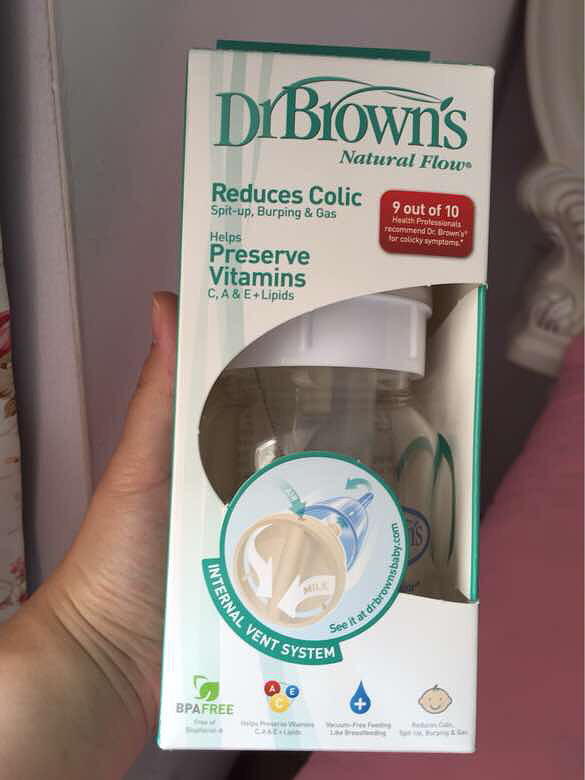 Dr Brown's
Natural Flow®
Reduces Colic
Spit-up, Burping & Gas
9 out of 10
Health Professionals
recommend Dr. Brown's®
for colicky symptoms.*
Helps
Preserve
Vitamins
C, A & E + Lipids
AIR
MILK
INTERNAL VENT SYSTEM
See it at drbrownsbaby.com
BPAFREE
Free of
Bisphenol-A
A E
C
Helps Preserve Vitamins
C, A & E + Lipids
Vacuum-Free Feeding
Like Breastfeeding
Reduces Colic,
Spit-Up, Burping & Gas